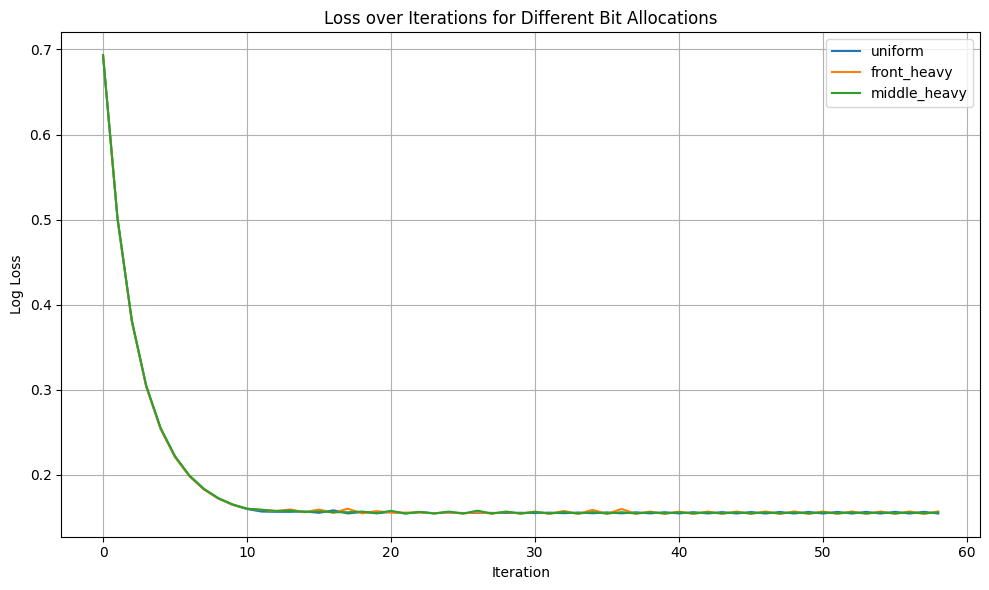 Loss over Iterations for Different Bit Allocations
uniform
front_heavy
middle_heavy
Log Loss
0.7
0.6
0.5
0.4
0.3
0.2
0 10 20 30 40 50 60
Iteration